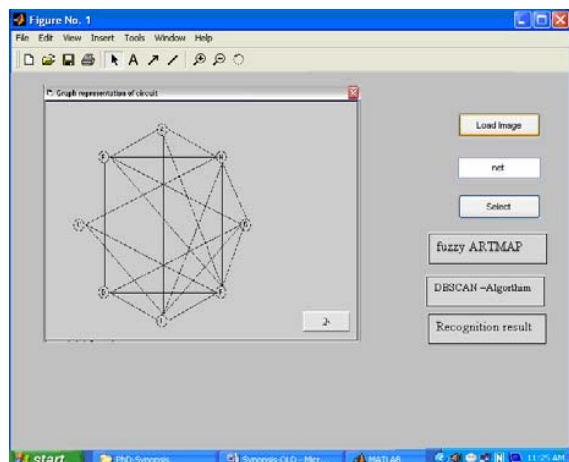 Figure No. 1
File Edit View Insert Tools Window Help
A
Graph representation of circuit
Load Image
net
Select
fuzzy ARTMAP
DBSCAN –Algorthim
Recognition result
start
PhD-Synopsis
Synopsis-OLD - Micr...
MATLAB
11:25 AM